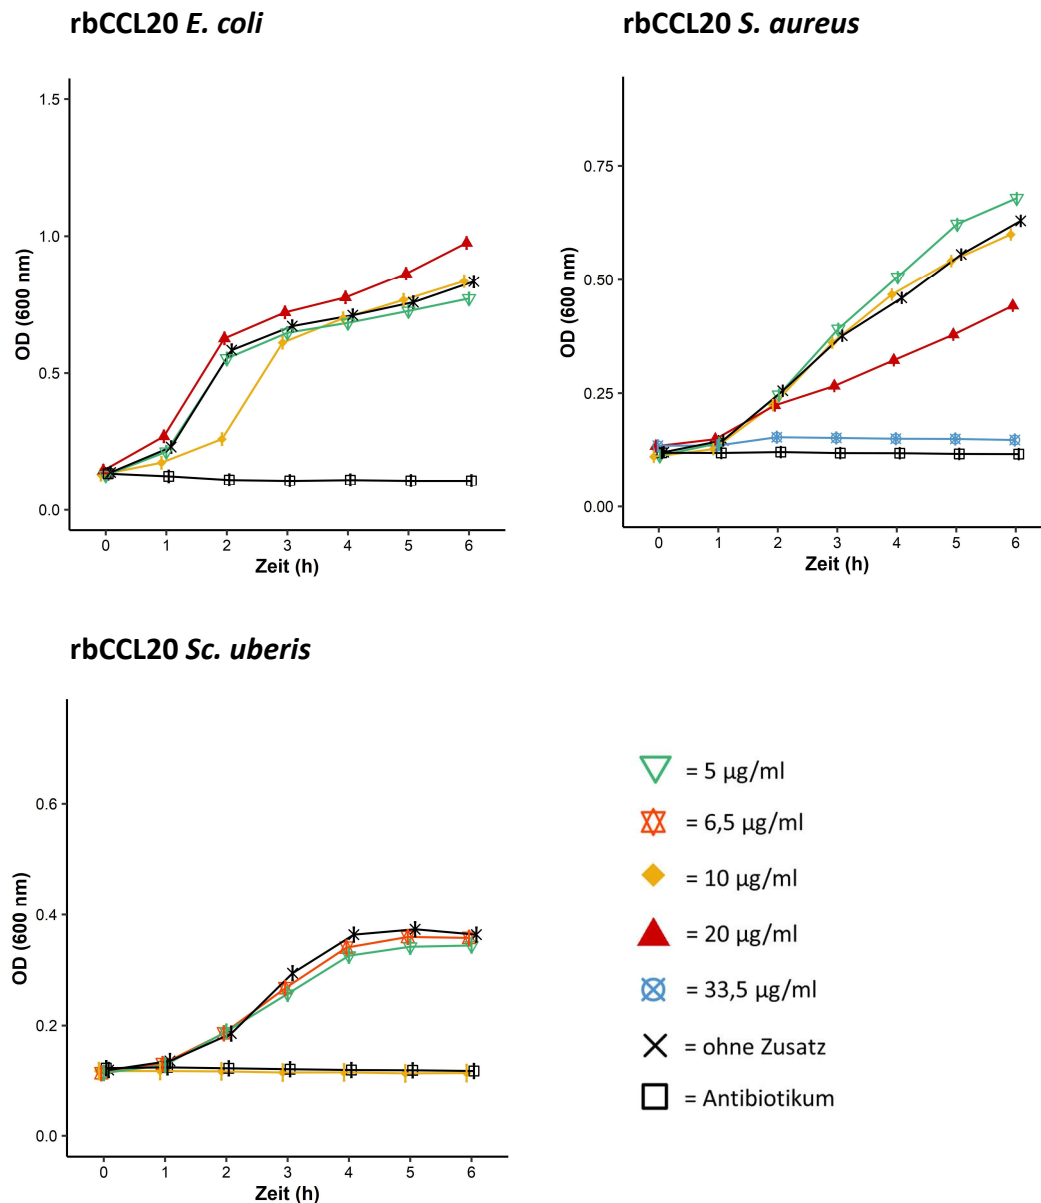 rbCCL20 E. coli
1.5
1.0
0.5
0.0
OD (600 nm)
0 1 2 3 4 5 6
Zeit (h)
rbCCL20 S. aureus
0.75
0.50
0.25
0.00
OD (600 nm)
0 1 2 3 4 5 6
Zeit (h)
rbCCL20 Sc. uberis
0.6
0.4
0.2
0.0
OD (600 nm)
0 1 2 3 4 5 6
Zeit (h)
= 5 µg/ml
= 6,5 µg/ml
= 10 µg/ml
= 20 µg/ml
= 33,5 µg/ml
= ohne Zusatz
= Antibiotikum